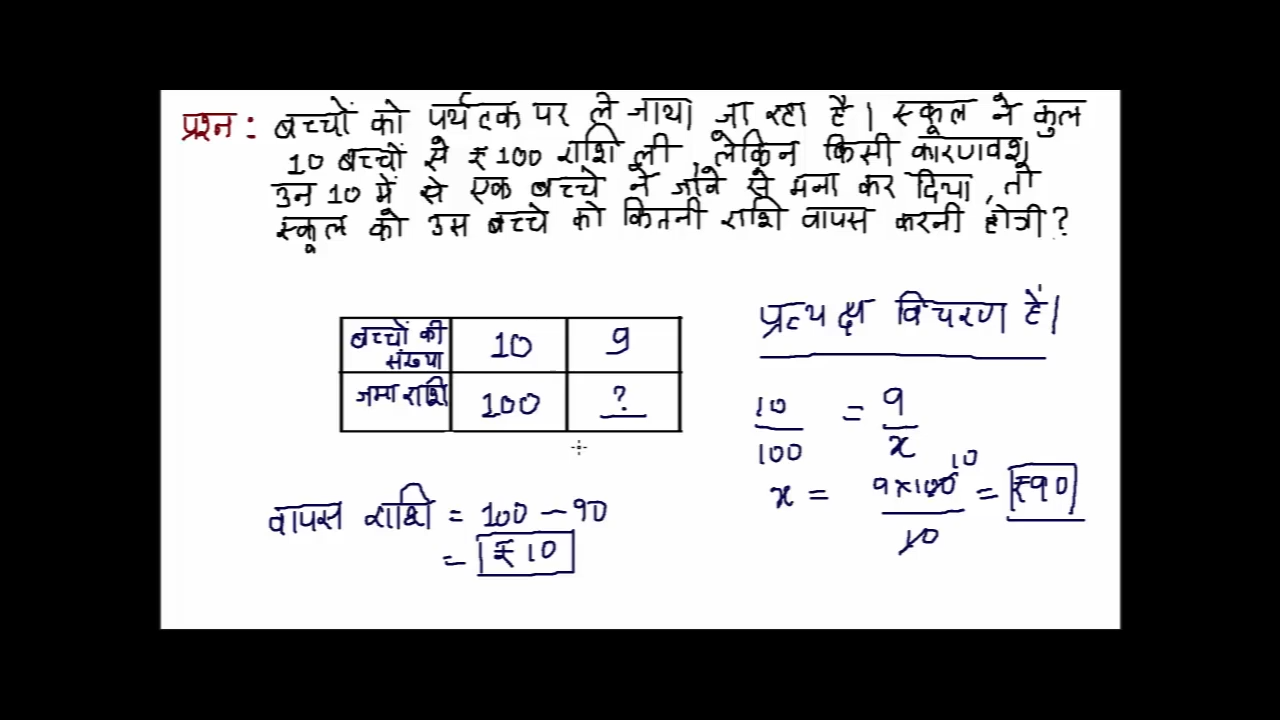 प्रश्न : बच्चों को पर्यटक पर ले जाया जा रहा है। स्कूल ने कुल
10 बच्चों से ₹100 राशि ली, लेकिन किसी कारणवश
उन 10 में से एक बच्चे ने जाने से मना कर दिया, तो
स्कूल को उस बच्चे को कितनी राशि वापस करनी होगी?
प्रत्यक्ष विचरण है।
बच्चों की संख्या 10 9
जमा राशि 100 ?
10/100 = 9/x
x = 9×100/10 = ₹90
10
वापस राशि = 100 – 90
= ₹10